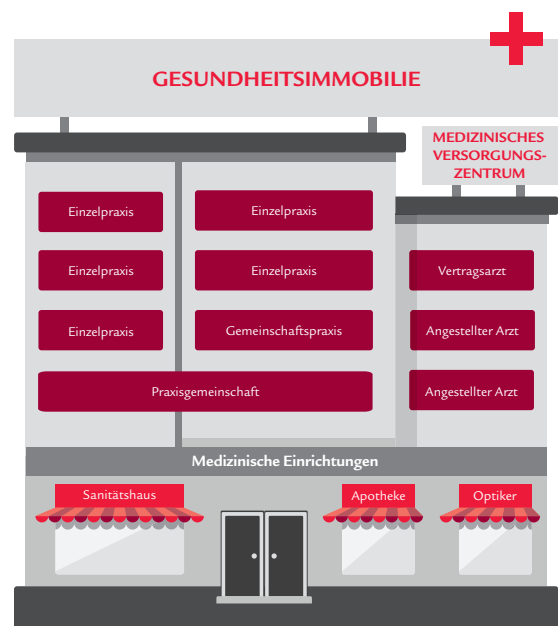 GESUNDHEITSIMMOBILIE
MEDIZINISCHES
VERSORGUNGS-
ZENTRUM
Einzelpraxis
Einzelpraxis
Einzelpraxis
Einzelpraxis
Vertragsarzt
Einzelpraxis
Gemeinschaftspraxis
Angestellter Arzt
Praxisgemeinschaft
Angestellter Arzt
Medizinische Einrichtungen
Sanitätshaus
Apotheke
Optiker